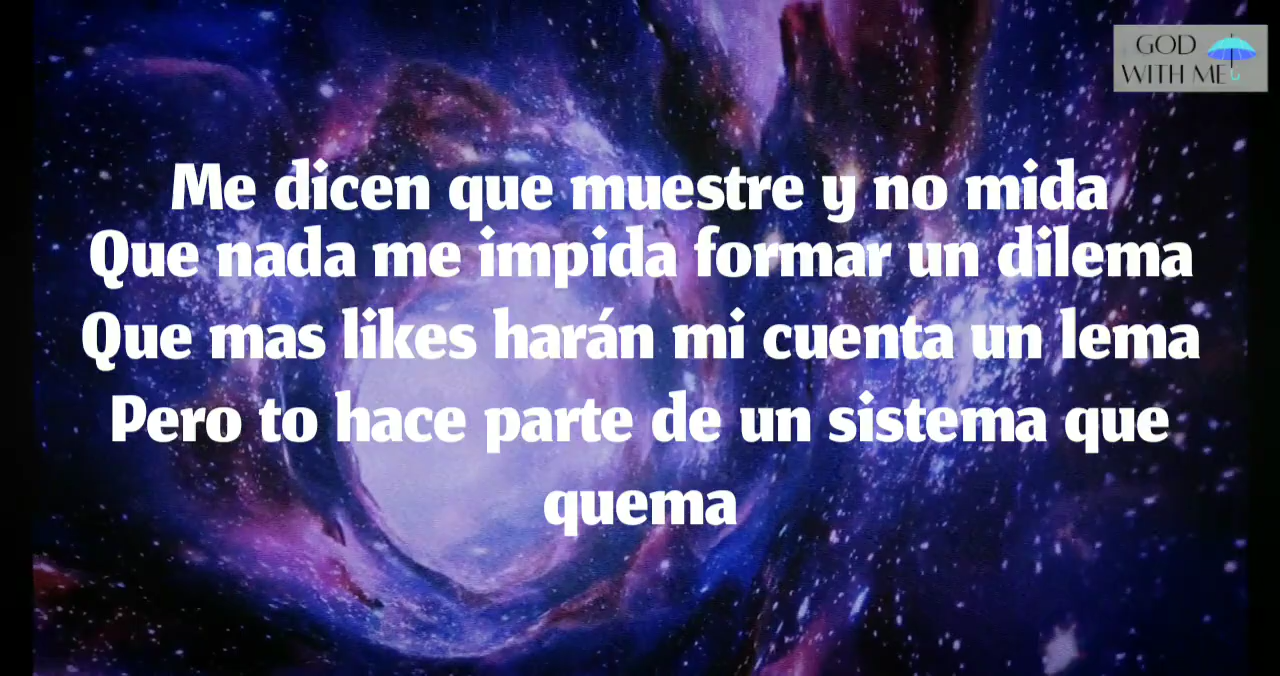 GOD
WITH ME
Me dicen que muestre y no mida
Que nada me impida formar un dilema
Que mas likes harán mi cuenta un lema
Pero to hace parte de un sistema que
quema